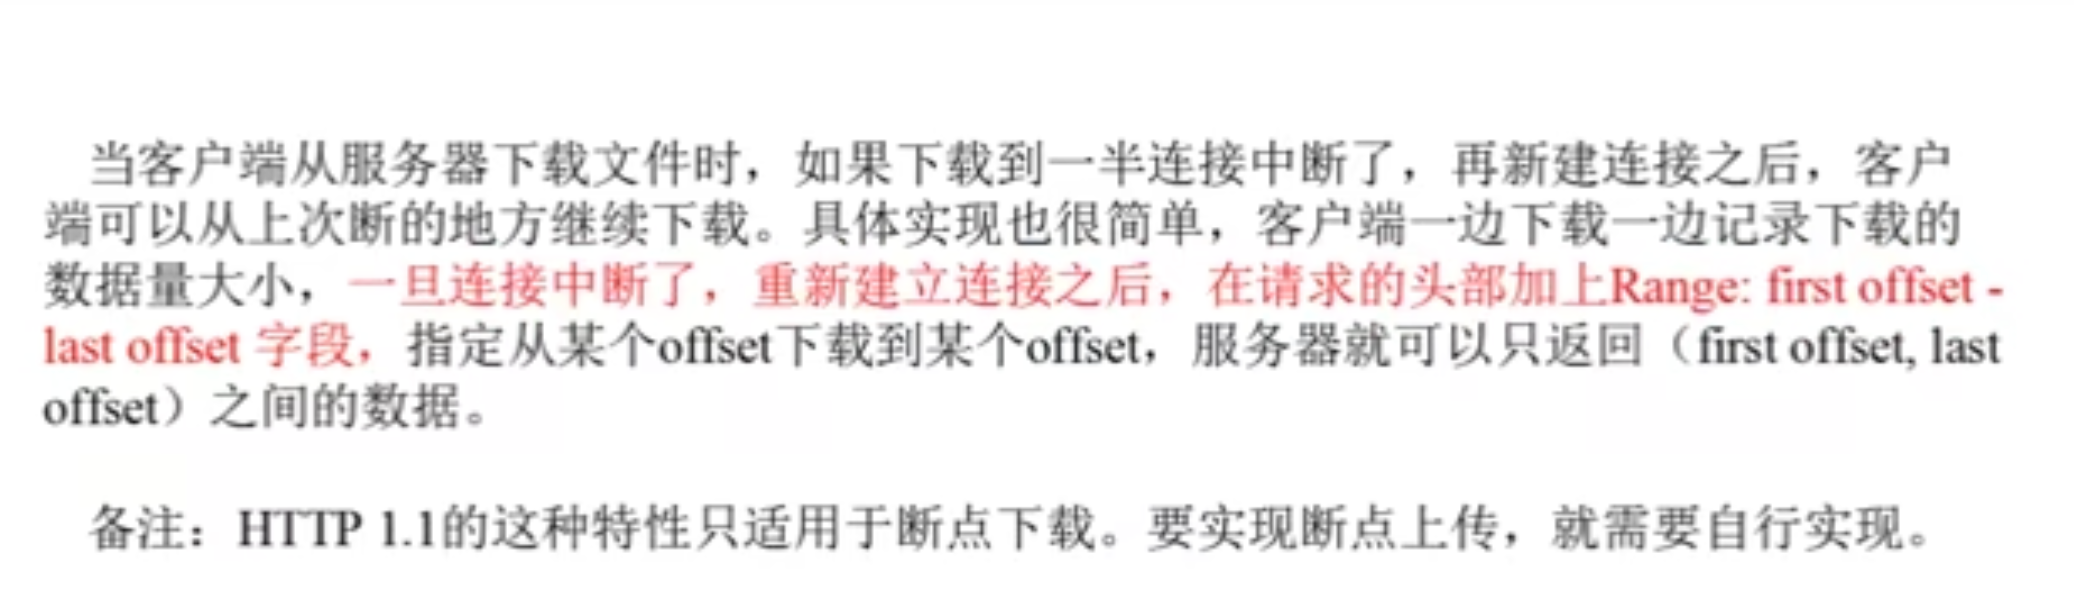 当客户端从服务器下载文件时，如果下载到一半连接中断了，再新建连接之后，客户
端可以从上次断的地方继续下载。具体实现也很简单，客户端一边下载一边记录下载的
数据量大小，一旦连接中断了，重新建立连接之后，在请求的头部加上Range: first offset -
last offset 字段，指定从某个offset下载到某个offset，服务器就可以只返回（first offset, last
offset）之间的数据。
备注：HTTP 1.1的这种特性只适用于断点下载。要实现断点上传，就需要自行实现。